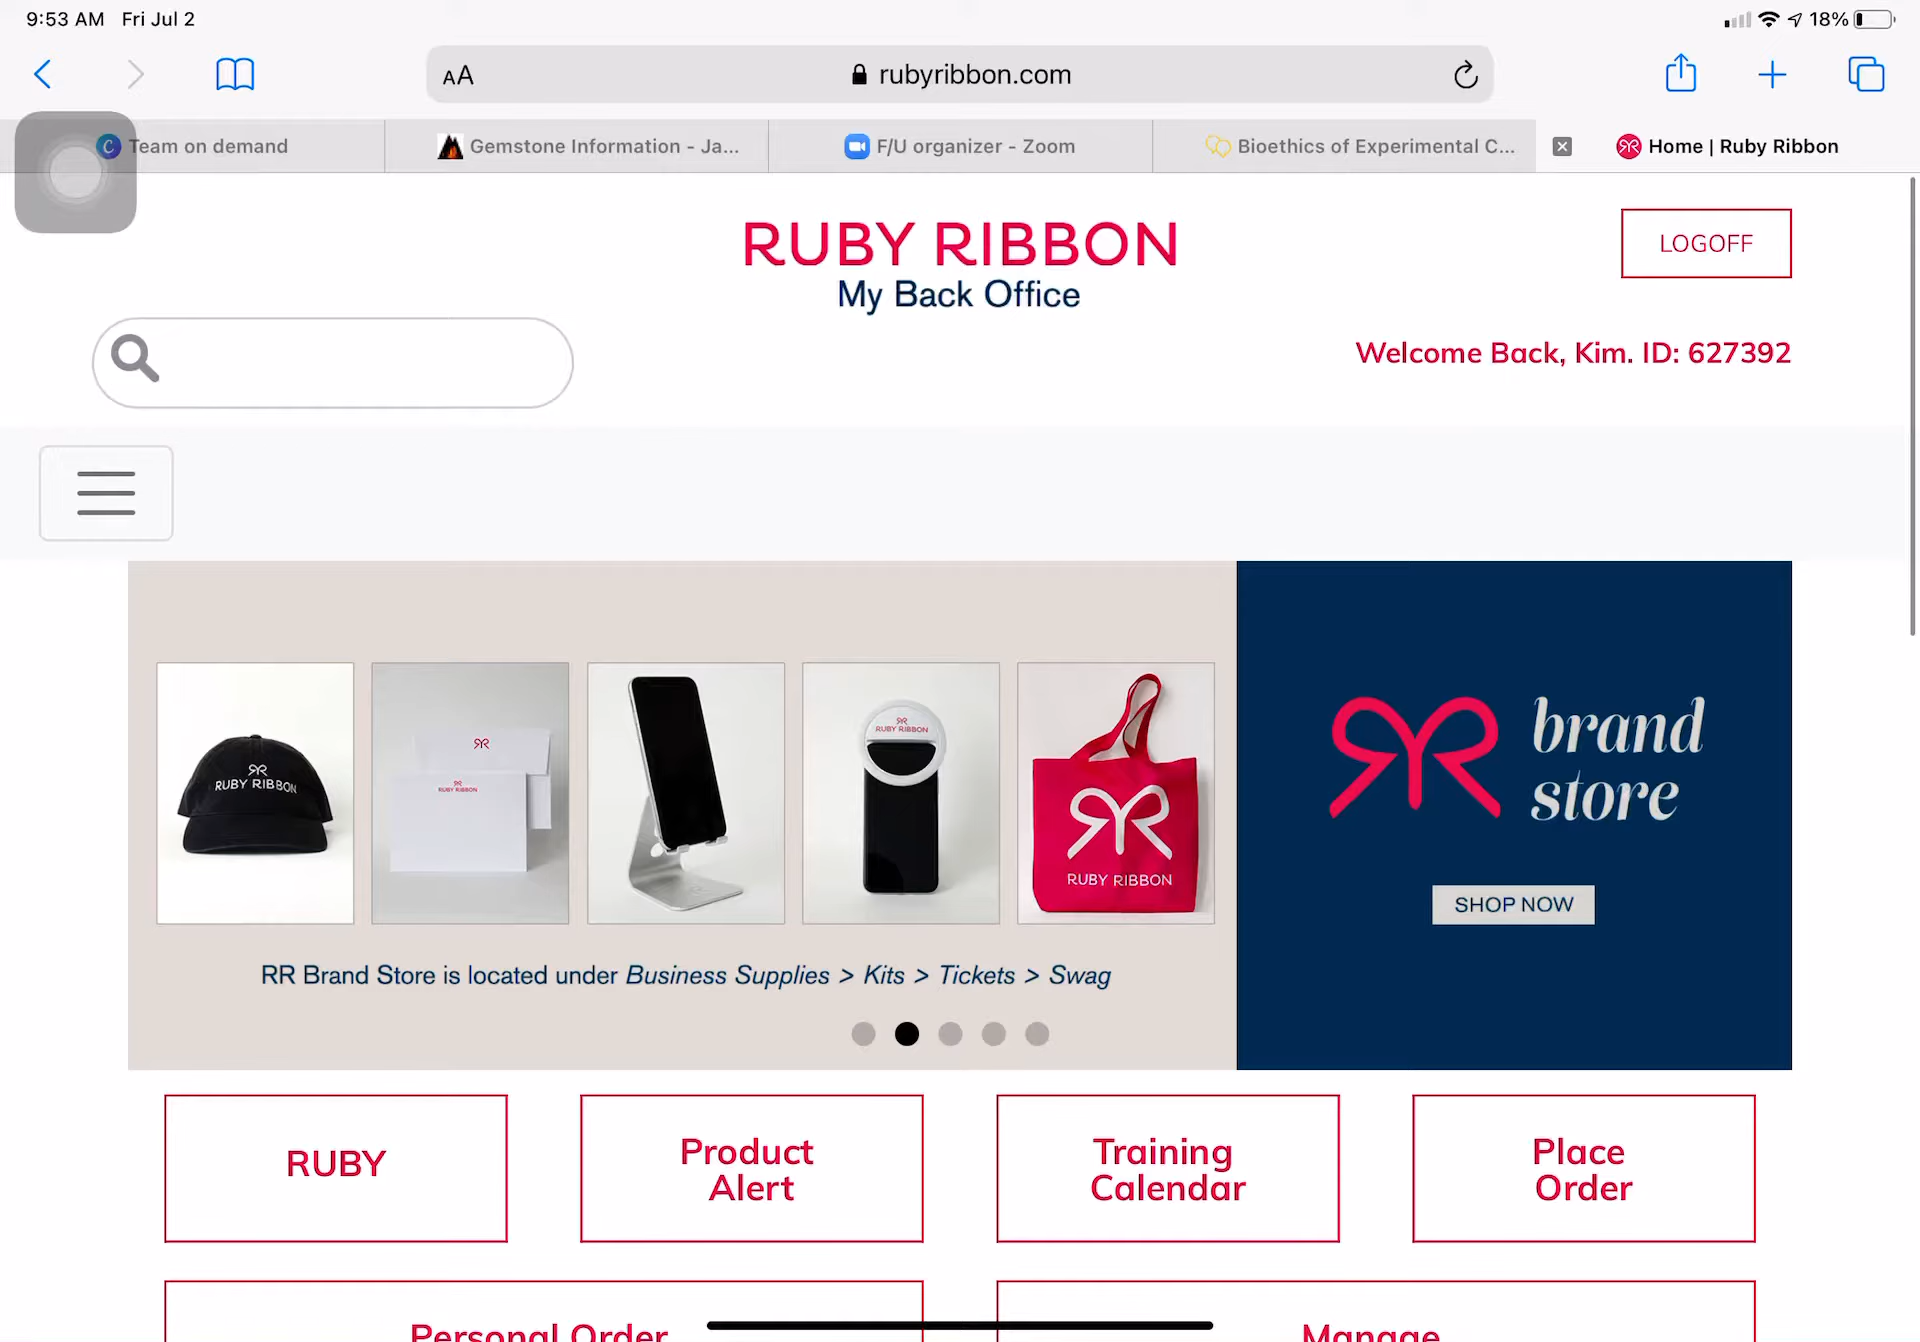 9:53 AM Fri Jul 2
18%
AA
rubyribbon.com
Team on demand
Gemstone Information - Ja...
F/U organizer - Zoom
Bioethics of Experimental C...
Home | Ruby Ribbon
RUBY RIBBON
My Back Office
LOGOFF
Welcome Back, Kim. ID: 627392
RUBY RIBBON
RUBY RIBBON
RUBY RIBBON
RUBY RIBBON
brand
store
SHOP NOW
RR Brand Store is located under Business Supplies > Kits > Tickets > Swag
RUBY
Product
Alert
Training
Calendar
Place
Order
Personal Order
Manage